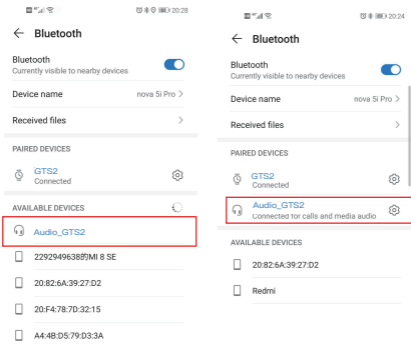 20:28
Bluetooth
Bluetooth
Currently visible to nearby devices
Device name
nova 5i Pro >
Received files
>
PAIRED DEVICES
GTS2
Connected
AVAILABLE DEVICES
Audio_GTS2
2292949638的MI 8 SE
20:82:6A:39:27:D2
20:F4:78:7D:32:15
A4:4B:D5:79:D3:3A
20:24
Bluetooth
Bluetooth
Currently visible to nearby devices
Device name
nova 5i Pro >
Received files
>
PAIRED DEVICES
GTS2
Connected
Audio_GTS2
Connected for calls and media audio
AVAILABLE DEVICES
20:82:6A:39:27:D2
Redmi